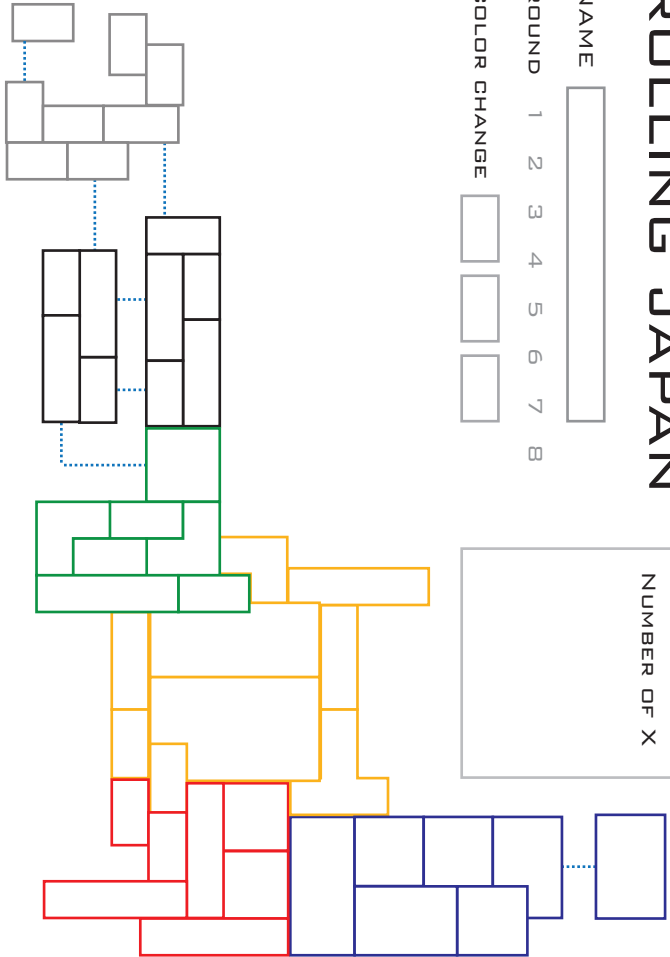 ROLLING JAPAN
NAME
ROUND 1 2 3 4 5 6 7 8
COLOR CHANGE
NUMBER OF X